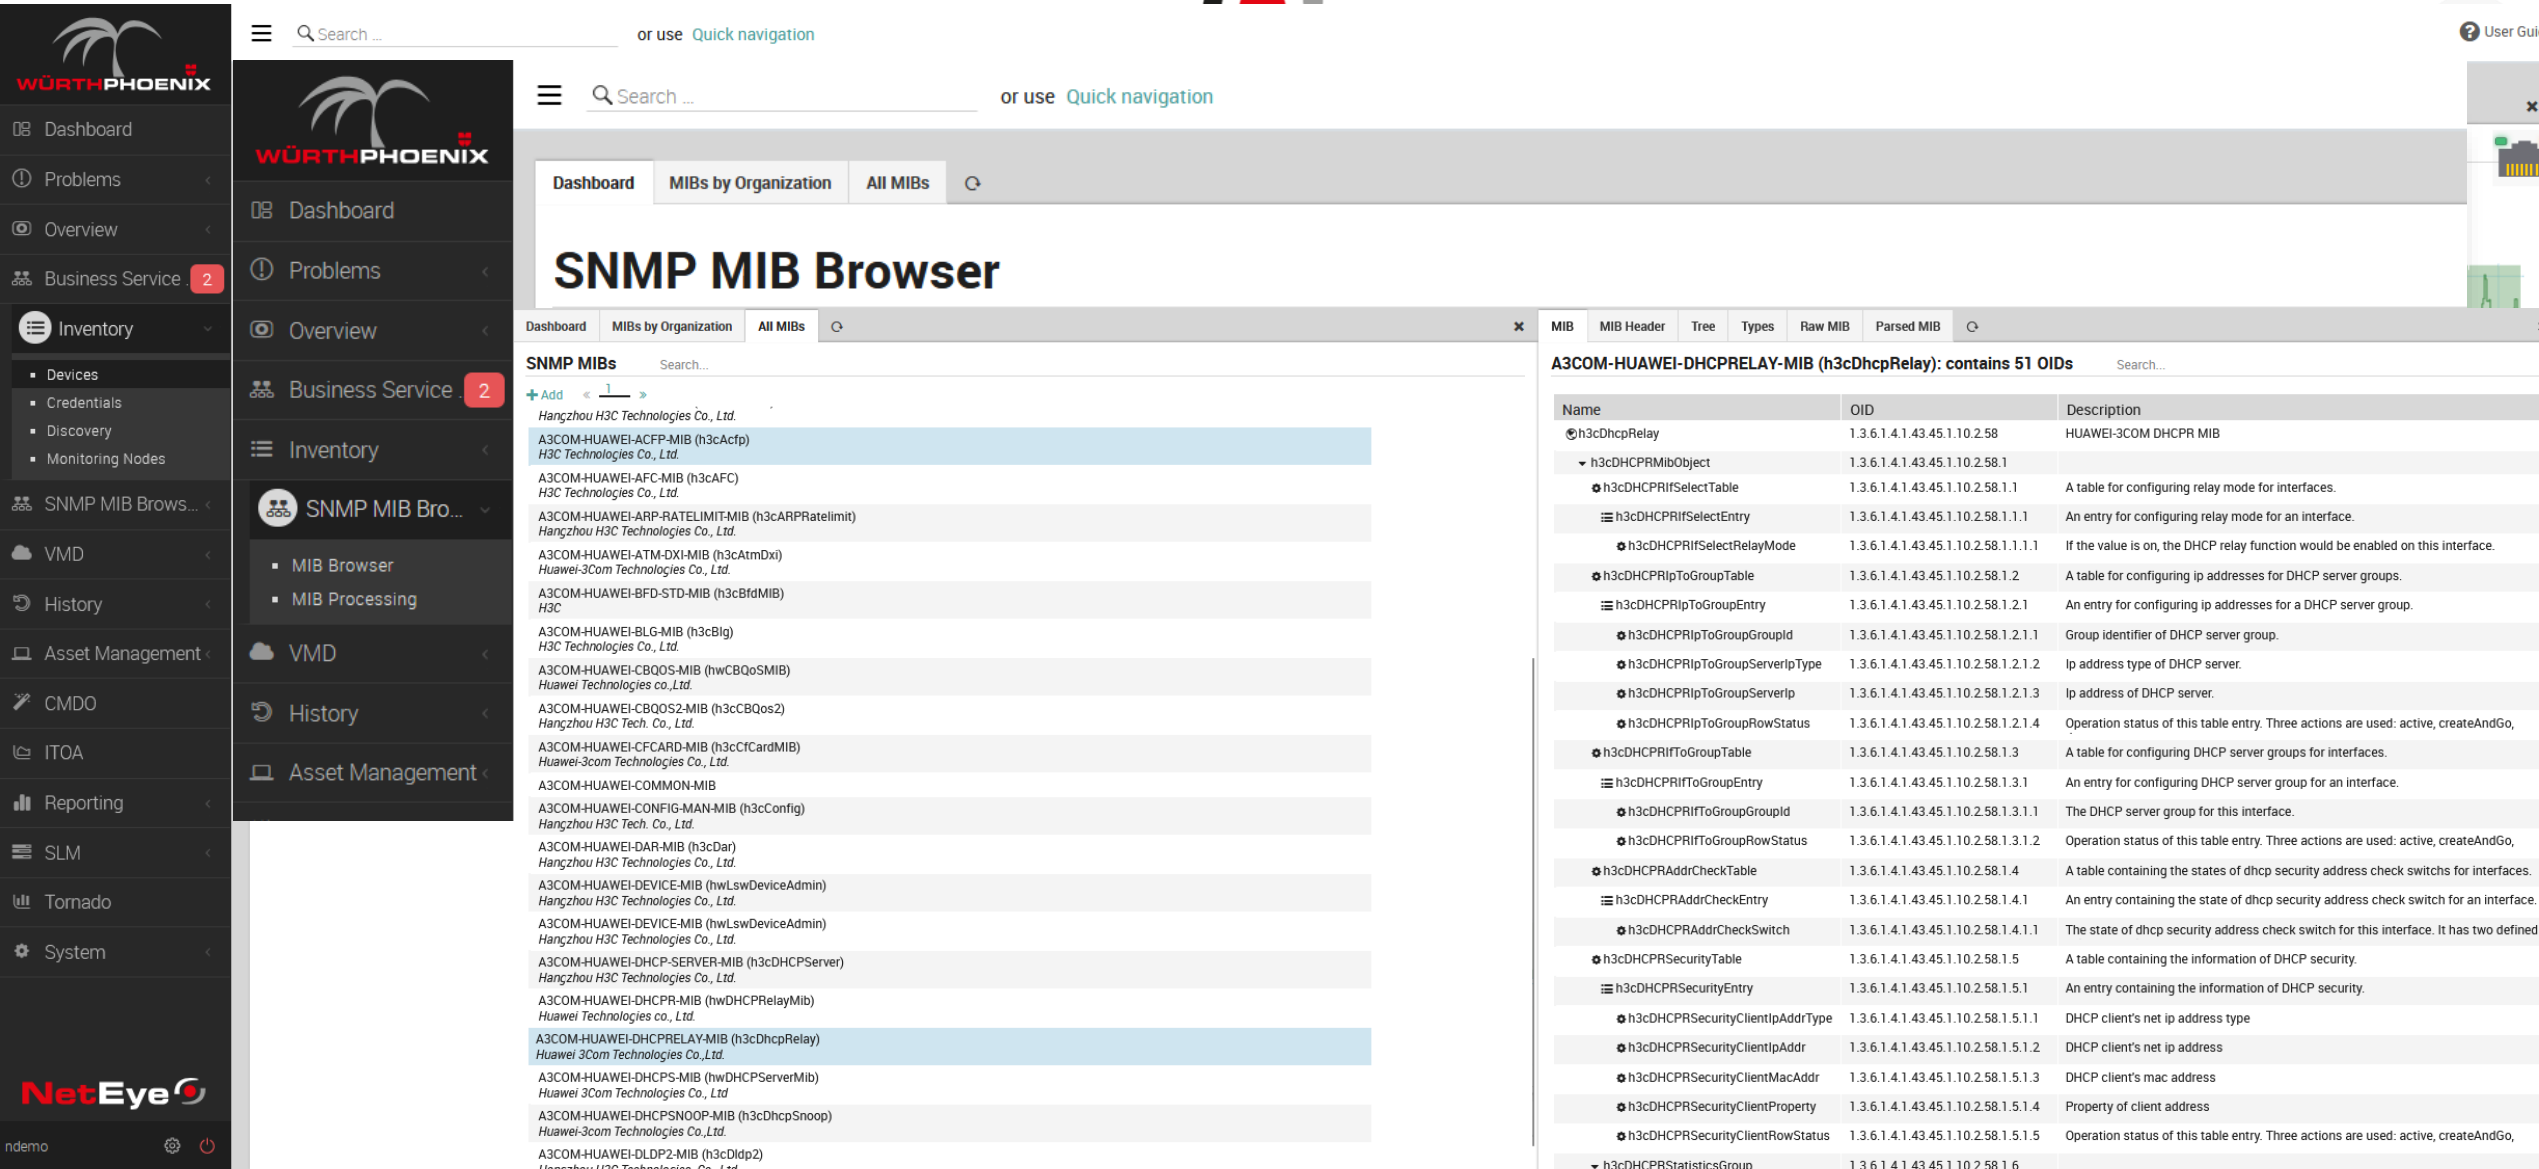 WÜRTHPHOENIX
Dashboard
Problems
Overview
Business Service . 2
Inventory
Devices
Credentials
Discovery
Monitoring Nodes
SNMP MIB Brows...
VMD
History
Asset Management
CMDO
ITOA
Reporting
SLM
Tornado
System
NetEye
ndemo
Search ...
or use Quick navigation
WÜRTHPHOENIX
Dashboard
Problems
Overview
Business Service . 2
Inventory
SNMP MIB Bro...
MIB Browser
MIB Processing
VMD
History
Asset Management
Search ...
or use Quick navigation
Dashboard MIBs by Organization All MIBs
SNMP MIB Browser
Dashboard MIBs by Organization All MIBs
SNMP MIBs Search...
Add « 1 »
Hangzhou H3C Technologies Co., Ltd.
A3COM-HUAWEI-ACFP-MIB (h3cAcfp)
H3C Technologies Co., Ltd.
A3COM-HUAWEI-AFC-MIB (h3cAFC)
H3C Technologies Co., Ltd.
A3COM-HUAWEI-ARP-RATELIMIT-MIB (h3cARPRatelimit)
Hangzhou H3C Technologies Co., Ltd.
A3COM-HUAWEI-ATM-DXI-MIB (h3cAtmDxi)
Huawei-3Com Technologies Co., Ltd.
A3COM-HUAWEI-BFD-STD-MIB (h3cBfdMIB)
H3C
A3COM-HUAWEI-BLG-MIB (h3cBlg)
H3C Technologies Co., Ltd.
A3COM-HUAWEI-CBQOS-MIB (hwCBQoSMIB)
Huawei Technologies co.,Ltd.
A3COM-HUAWEI-CBQOS2-MIB (h3cCBQos2)
Hangzhou H3C Tech. Co., Ltd.
A3COM-HUAWEI-CFCARD-MIB (h3cCfCardMIB)
Huawei-3com Technologies Co., Ltd.
A3COM-HUAWEI-COMMON-MIB
A3COM-HUAWEI-CONFIG-MAN-MIB (h3cConfig)
Hangzhou H3C Tech. Co., Ltd.
A3COM-HUAWEI-DAR-MIB (h3cDar)
Hangzhou H3C Technologies Co., Ltd.
A3COM-HUAWEI-DEVICE-MIB (hwLswDeviceAdmin)
Hangzhou H3C Technologies Co., Ltd.
A3COM-HUAWEI-DEVICE-MIB (hwLswDeviceAdmin)
Hangzhou H3C Technologies Co., Ltd.
A3COM-HUAWEI-DHCP-SERVER-MIB (h3cDHCPServer)
Hangzhou H3C Technologies Co., Ltd.
A3COM-HUAWEI-DHCPR-MIB (hwDHCPRelayMib)
Huawei Technologies co., Ltd.
A3COM-HUAWEI-DHCPRELAY-MIB (h3cDhcpRelay)
Huawei 3Com Technologies Co.,Ltd.
A3COM-HUAWEI-DHCPS-MIB (hwDHCPServerMib)
Huawei 3Com Technologies Co., Ltd
A3COM-HUAWEI-DHCPSNOOP-MIB (h3cDhcpSnoop)
Huawei-3com Technologies Co.,Ltd.
A3COM-HUAWEI-DLDP2-MIB (h3cDldp2)
User Gui
MIB MIB Header Tree Types Raw MIB Parsed MIB
A3COM-HUAWEI-DHCPRELAY-MIB (h3cDhcpRelay): contains 51 OIDs Search...
Name OID Description
h3cDhcpRelay 1.3.6.1.4.1.43.45.1.10.2.58 HUAWEI-3COM DHCPR MIB
h3cDHCPRMibObject 1.3.6.1.4.1.43.45.1.10.2.58.1
h3cDHCPRIfSelectTable 1.3.6.1.4.1.43.45.1.10.2.58.1.1 A table for configuring relay mode for interfaces.
h3cDHCPRIfSelectEntry 1.3.6.1.4.1.43.45.1.10.2.58.1.1.1 An entry for configuring relay mode for an interface.
h3cDHCPRIfSelectRelayMode 1.3.6.1.4.1.43.45.1.10.2.58.1.1.1.1 If the value is on, the DHCP relay function would be enabled on this interface.
h3cDHCPRIpToGroupTable 1.3.6.1.4.1.43.45.1.10.2.58.1.2 A table for configuring ip addresses for DHCP server groups.
h3cDHCPRIpToGroupEntry 1.3.6.1.4.1.43.45.1.10.2.58.1.2.1 An entry for configuring ip addresses for a DHCP server group.
h3cDHCPRIpToGroupGroupId 1.3.6.1.4.1.43.45.1.10.2.58.1.2.1.1 Group identifier of DHCP server group.
h3cDHCPRIpToGroupServerIpType 1.3.6.1.4.1.43.45.1.10.2.58.1.2.1.2 Ip address type of DHCP server.
h3cDHCPRIpToGroupServerIp 1.3.6.1.4.1.43.45.1.10.2.58.1.2.1.3 Ip address of DHCP server.
h3cDHCPRIpToGroupRowStatus 1.3.6.1.4.1.43.45.1.10.2.58.1.2.1.4 Operation status of this table entry. Three actions are used: active, createAndGo,
h3cDHCPRIfToGroupTable 1.3.6.1.4.1.43.45.1.10.2.58.1.3 A table for configuring DHCP server groups for interfaces.
h3cDHCPRIfToGroupEntry 1.3.6.1.4.1.43.45.1.10.2.58.1.3.1 An entry for configuring DHCP server group for an interface.
h3cDHCPRIfToGroupGroupId 1.3.6.1.4.1.43.45.1.10.2.58.1.3.1.1 The DHCP server group for this interface.
h3cDHCPRIfToGroupRowStatus 1.3.6.1.4.1.43.45.1.10.2.58.1.3.1.2 Operation status of this table entry. Three actions are used: active, createAndGo,
h3cDHCPRAddrCheckTable 1.3.6.1.4.1.43.45.1.10.2.58.1.4 A table containing the states of dhcp security address check switchs for interfaces.
h3cDHCPRAddrCheckEntry 1.3.6.1.4.1.43.45.1.10.2.58.1.4.1 An entry containing the state of dhcp security address check switch for an interface.
h3cDHCPRAddrCheckSwitch 1.3.6.1.4.1.43.45.1.10.2.58.1.4.1.1 The state of dhcp security address check switch for this interface. It has two defined
h3cDHCPRSecurityTable 1.3.6.1.4.1.43.45.1.10.2.58.1.5 A table containing the information of DHCP security.
h3cDHCPRSecurityEntry 1.3.6.1.4.1.43.45.1.10.2.58.1.5.1 An entry containing the information of DHCP security.
h3cDHCPRSecurityClientIpAddrType 1.3.6.1.4.1.43.45.1.10.2.58.1.5.1.1 DHCP client's net ip address type
h3cDHCPRSecurityClientIpAddr 1.3.6.1.4.1.43.45.1.10.2.58.1.5.1.2 DHCP client's net ip address
h3cDHCPRSecurityClientMacAddr 1.3.6.1.4.1.43.45.1.10.2.58.1.5.1.3 DHCP client's mac address
h3cDHCPRSecurityClientProperty 1.3.6.1.4.1.43.45.1.10.2.58.1.5.1.4 Property of client address
h3cDHCPRSecurityClientRowStatus 1.3.6.1.4.1.43.45.1.10.2.58.1.5.1.5 Operation status of this table entry. Three actions are used: active, createAndGo,
h3cDHCPRStatisticsGroup 1.3.6.1.4.1.43.45.1.10.2.58.1.6